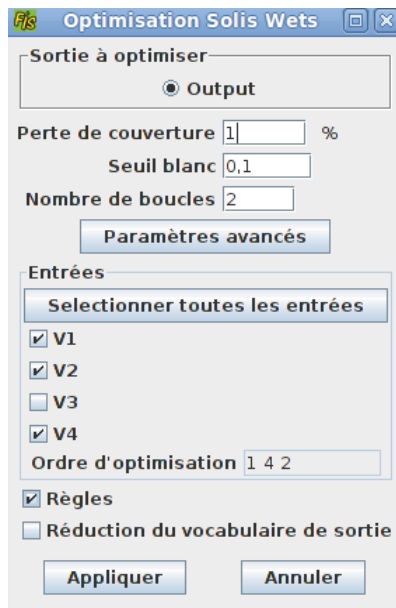 Fis Optimisation Solis Wets
Sortie à optimiser
Output
Perte de couverture 1 %
Seuil blanc 0,1
Nombre de boucles 2
Paramètres avancés
Entrées
Selectionner toutes les entrées
V1
V2
V3
V4
Ordre d'optimisation 1 4 2
Règles
Réduction du vocabulaire de sortie
Appliquer Annuler